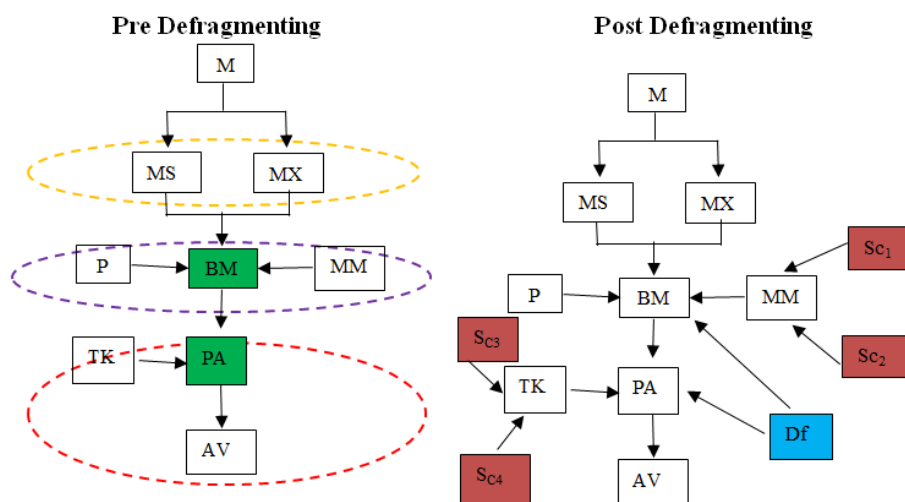 Pre Defragmenting
M
MS MX
P BM MM
TK PA
AV
Post Defragmenting
M
MS MX
Sc1
P BM MM
Sc3
Sc2
TK PA
Df
Sc4
AV